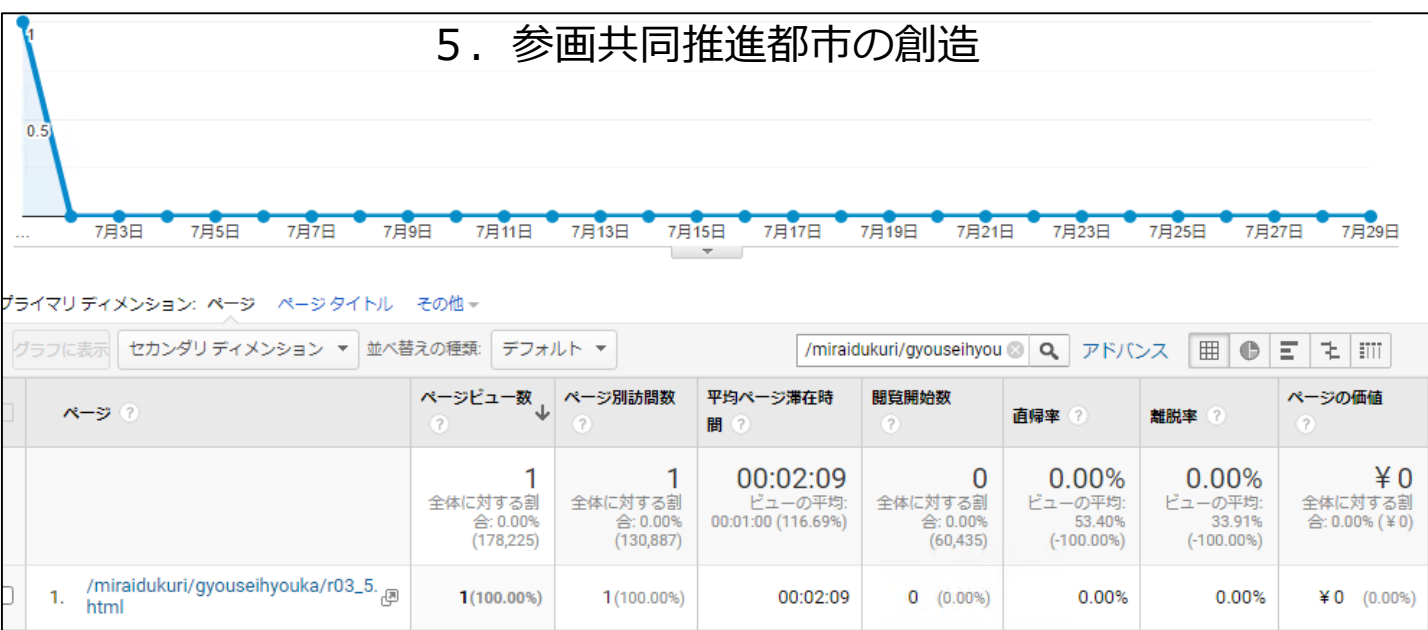 5．参画共同推進都市の創造
1
0.5
... 7月3日 7月5日 7月7日 7月9日 7月11日 7月13日 7月15日 7月17日 7月19日 7月21日 7月23日 7月25日 7月27日 7月29日
プライマリ ディメンション: ページ ページ タイトル その他
グラフに表示 セカンダリ ディメンション 並べ替えの種類: デフォルト /miraidukuri/gyouseihyou アドバンス
ページ ?
ページビュー数
?
ページ別訪問数
?
平均ページ滞在時
間 ?
閲覧開始数
?
直帰率 ?
離脱率 ?
ページの価値
?
1
全体に対する割
合: 0.00%
(178,225)
1
全体に対する割
合: 0.00%
(130,887)
00:02:09
ビューの平均:
00:01:00 (116.69%)
0
全体に対する割
合: 0.00%
(60,435)
0.00%
ビューの平均:
53.40%
(-100.00%)
0.00%
ビューの平均:
33.91%
(-100.00%)
¥ 0
全体に対する割
合: 0.00% (¥ 0)
1. /miraidukuri/gyouseihyouka/r03_5.
html
1(100.00%) 1(100.00%) 00:02:09 0 (0.00%) 0.00% 0.00% ¥ 0 (0.00%)